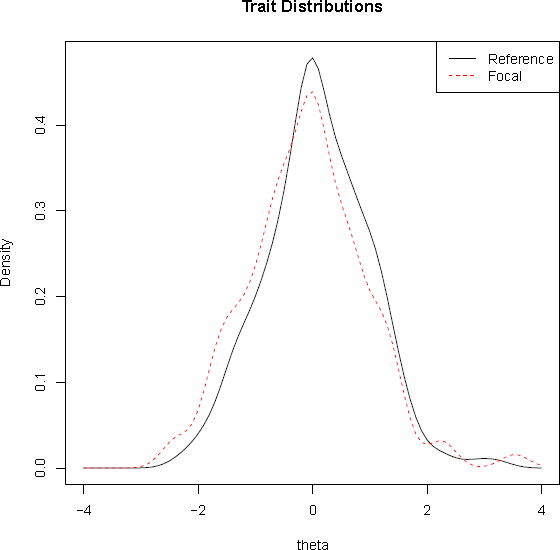 Trait Distributions
Reference
Focal
Density
0.0
0.1
0.2
0.3
0.4
−4
−2
0
2
4
theta